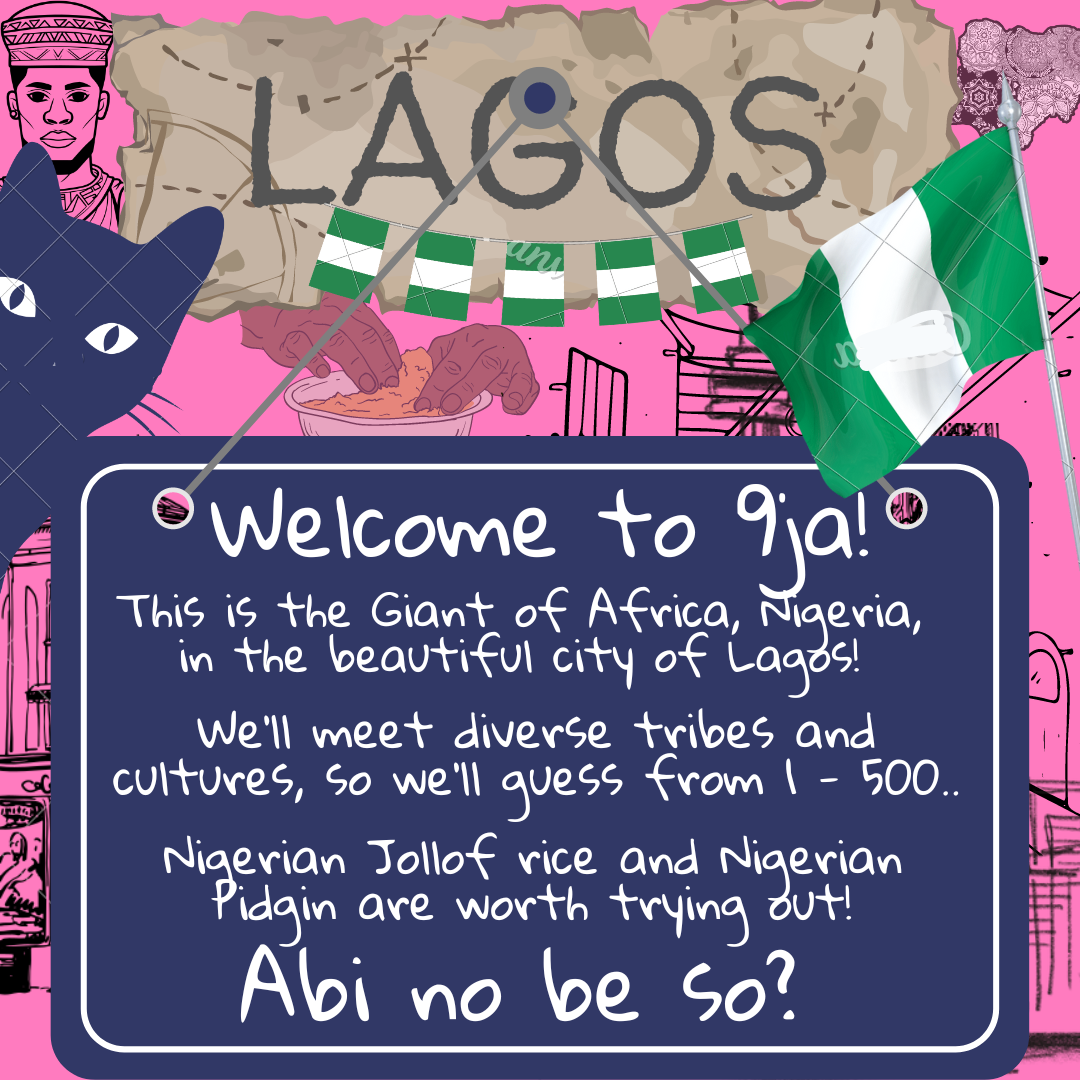 LAGOS
Welcome to 9ja!
This is the Giant of Africa, Nigeria,
in the beautiful city of Lagos!
We'll meet diverse tribes and
cultures, so we'll guess from 1 - 500..
Nigerian Jollof rice and Nigerian
Pidgin are worth trying out!
Abi no be so?